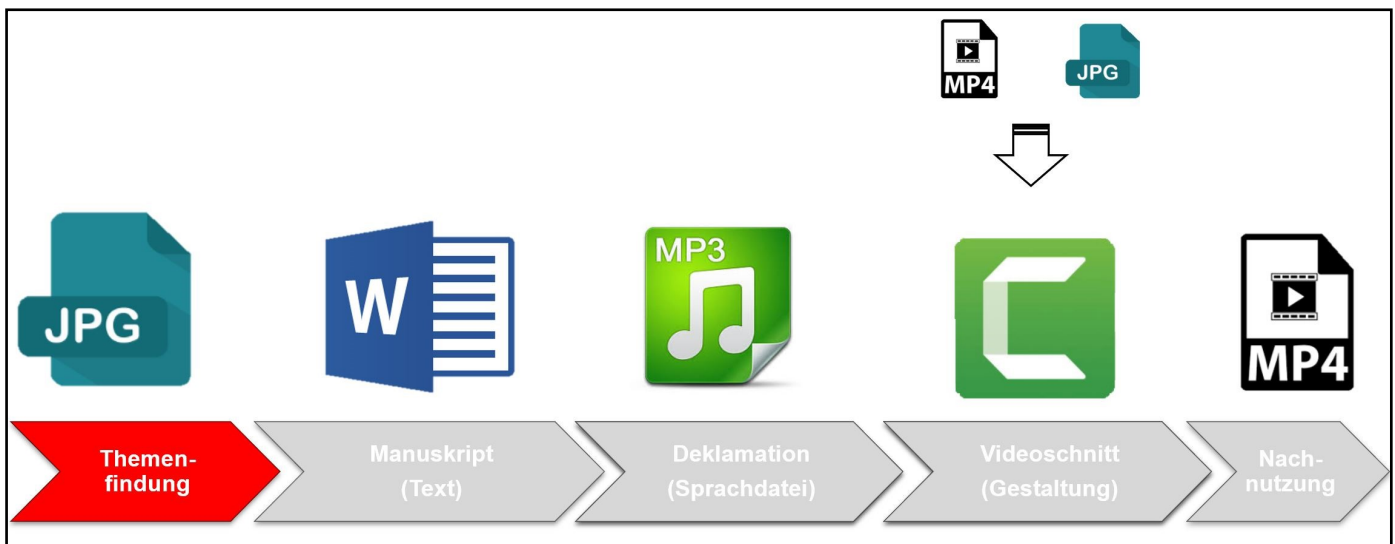 MP4
JPG
JPG
W
MP3
MP4
Themen-
findung
Manuskript
(Text)
Deklamation
(Sprachdatei)
Videoschnitt
(Gestaltung)
Nach-
nutzung